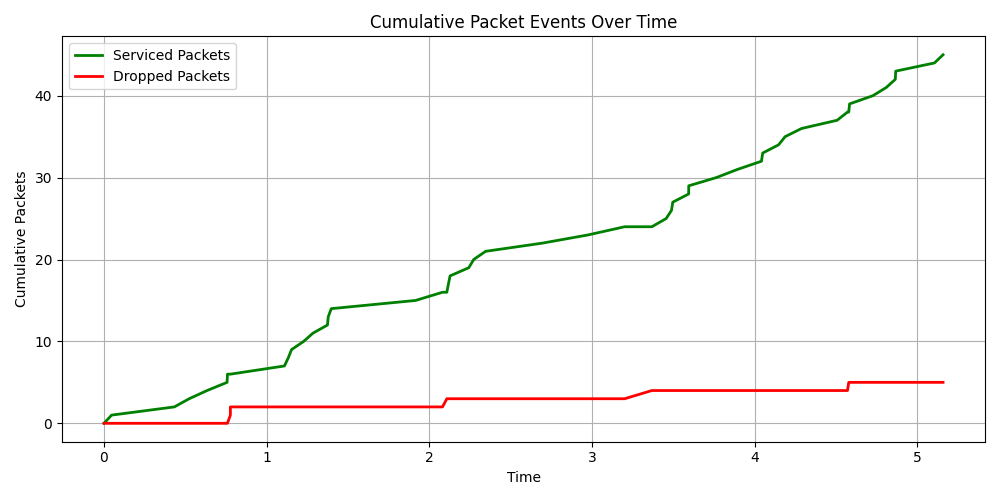 Cumulative Packet Events Over Time
Serviced Packets
Dropped Packets
Cumulative Packets
40
30
20
10
0
0 1 2 3 4 5
Time